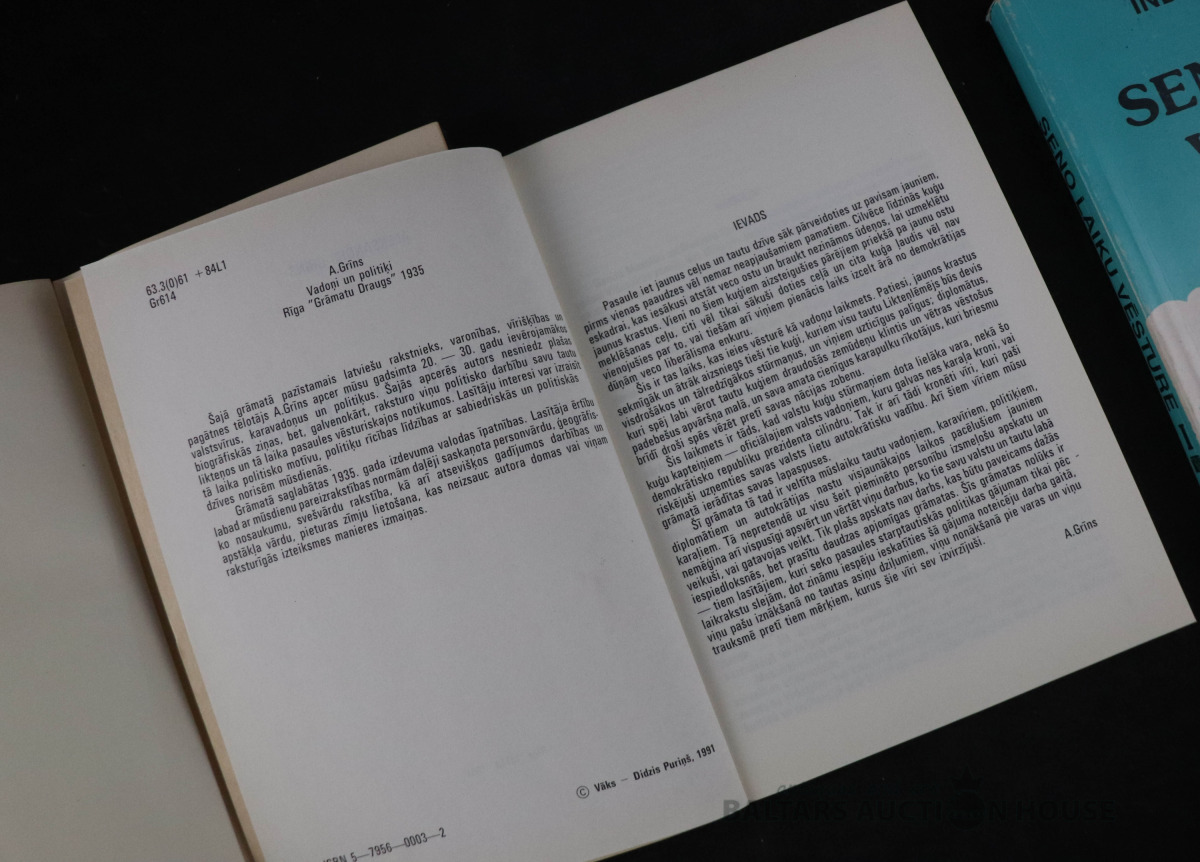 63.3(0)61 + 84L1
Gr614
A.Grīns
Vadoņi un politiķi
Rīga "Grāmatu Draugs" 1935
Šajā grāmatā pazīstamais latviešu rakstnieks, varonības, vīrišķības un
pagātnes tēlotājs A.Grīns apcer mūsu gadsimta 20. — 30. gadu ievērojamākos
valstsvīrus, karavadoņus un politiķus. Šajās apcerēs autors nesniedz plašas
biogrāfiskās ziņas, bet, galvenokārt, raksturo viņu politisko darbību savu tautu
likteņos un tā laika pasaules vēsturiskajos notikumos. Lasītāju interesi var izraisīt
tā laika politisko motīvu, politiķu rīcības līdzības ar sabiedriskās un politiskās
dzīves norisēm mūsdienās.
Grāmatā saglabātas 1935. gada izdevuma valodas īpatnības. Lasītāja ērtību
labad ar mūsdienu pareizrakstības normām daļēji saskaņota personvārdu, ģeogrāfis-
ko nosaukumu, svešvārdu rakstība, kā arī atsevišķos gadījumos darbības un
apstākļa vārdu, pieturas zīmju lietošana, kas neizsauc autora domas vai viņam
raksturīgās izteiksmes manieres izmaiņas.
© Vāks — Didzis Puriņš, 1991
ISBN 5—7956—0003—2
IEVADS
Pasaule iet jaunus ceļus un tautu dzīve sāk pārveidoties uz pavisam jauniem,
pirms vienas paaudzes vēl nemaz neapjaušamiem pamatiem. Cilvēce līdzinās kuģu
eskadrai, kas iesākusi atstāt veco ostu un braukt nezināmos ūdeņos, lai uzmeklētu
jaunus krastus. Vieni no šiem kuģiem aizsteigušies pārējiem priekšā pa jaunu ostu
meklēšanas ceļu, citi vēl tikai sākuši doties ceļā un cita kuģa ļaudis vēl nav
vienojušies par to, vai tiešām arī viņiem pienācis laiks izcelt ārā no demokrātijas
dūņām veco liberālisma enkuru.
Šis ir tas laiks, kas ieies vēsturē kā vadoņu laikmets. Patiesi, jaunos krastus
sekmīgāk un ātrāk aizsniegs tieši tie kuģi, kuriem visu tautu Liktenlēmējs būs devis
visdrošākos un tālredzīgākos stūrmaņus, un viņiem uzticīgus palīgus: diplomātus,
kuri spēj labi vērot tautu kuģiem draudošās zemūdeņu klintis un vētras vēstošus
padebešus apvāršņa malā, un sava amata cienīgus karapulku rīkotājus, kuri briesmu
brīdī droši spēs vēzēt pretī savas nācijas zobenu.
Šis laikmets ir tāds, kad valstu kuģu stūrmaņiem dota lielāka vara, nekā šo
kuģu kapteiņiem — oficiālajiem valsts vadoņiem, kuru galvas nes karaļa kroni, vai
demokrātisko republiku prezidenta cilindru. Tak ir arī tādi kronēti vīri, kuri paši
riskējuši uzņemties savas valsts lietu autokrātisku vadību. Arī šiem vīriem mūsu
grāmatā ierādītas savas lapaspuses.
Šī grāmata tā tad ir veltīta mūslaiku tautu vadoņiem, karavīriem, politiķiem,
diplomātiem un autokrātijas nastu visjaunākajos laikos pacēlušiem jauniem
karaļiem. Tā nepretendē uz visu šeit pieminēto personību izsmeļošu apskatu un
nemēģina arī vispusīgi apsvērt un vērtēt viņu darbus, ko tie savu valstu un tautu labā
veikuši, vai gatavojas veikt. Tik plašs apskats nav darbs, kas būtu paveicams dažās
iespiedloksnēs, bet prasītu daudzas apjomīgas grāmatas. Šīs grāmatas nolūks ir
— tiem lasītājiem, kuri seko pasaules starptautiskās politikas gājumam tikai pēc
laikrakstu slejām, dot zināmu iespēju ieskatīties šā gājuma noteicēju darba gaitā,
viņu pašu iznākšanā no tautas asiņu dziļumiem, viņu nonākšanā pie varas un viņu
trauksmē pretī tiem mērķiem, kurus šie vīri sev izvirzījuši.
A.Grīns
SENO LAIKU VĒSTURE I
BALTARS AUCTION HOUSE